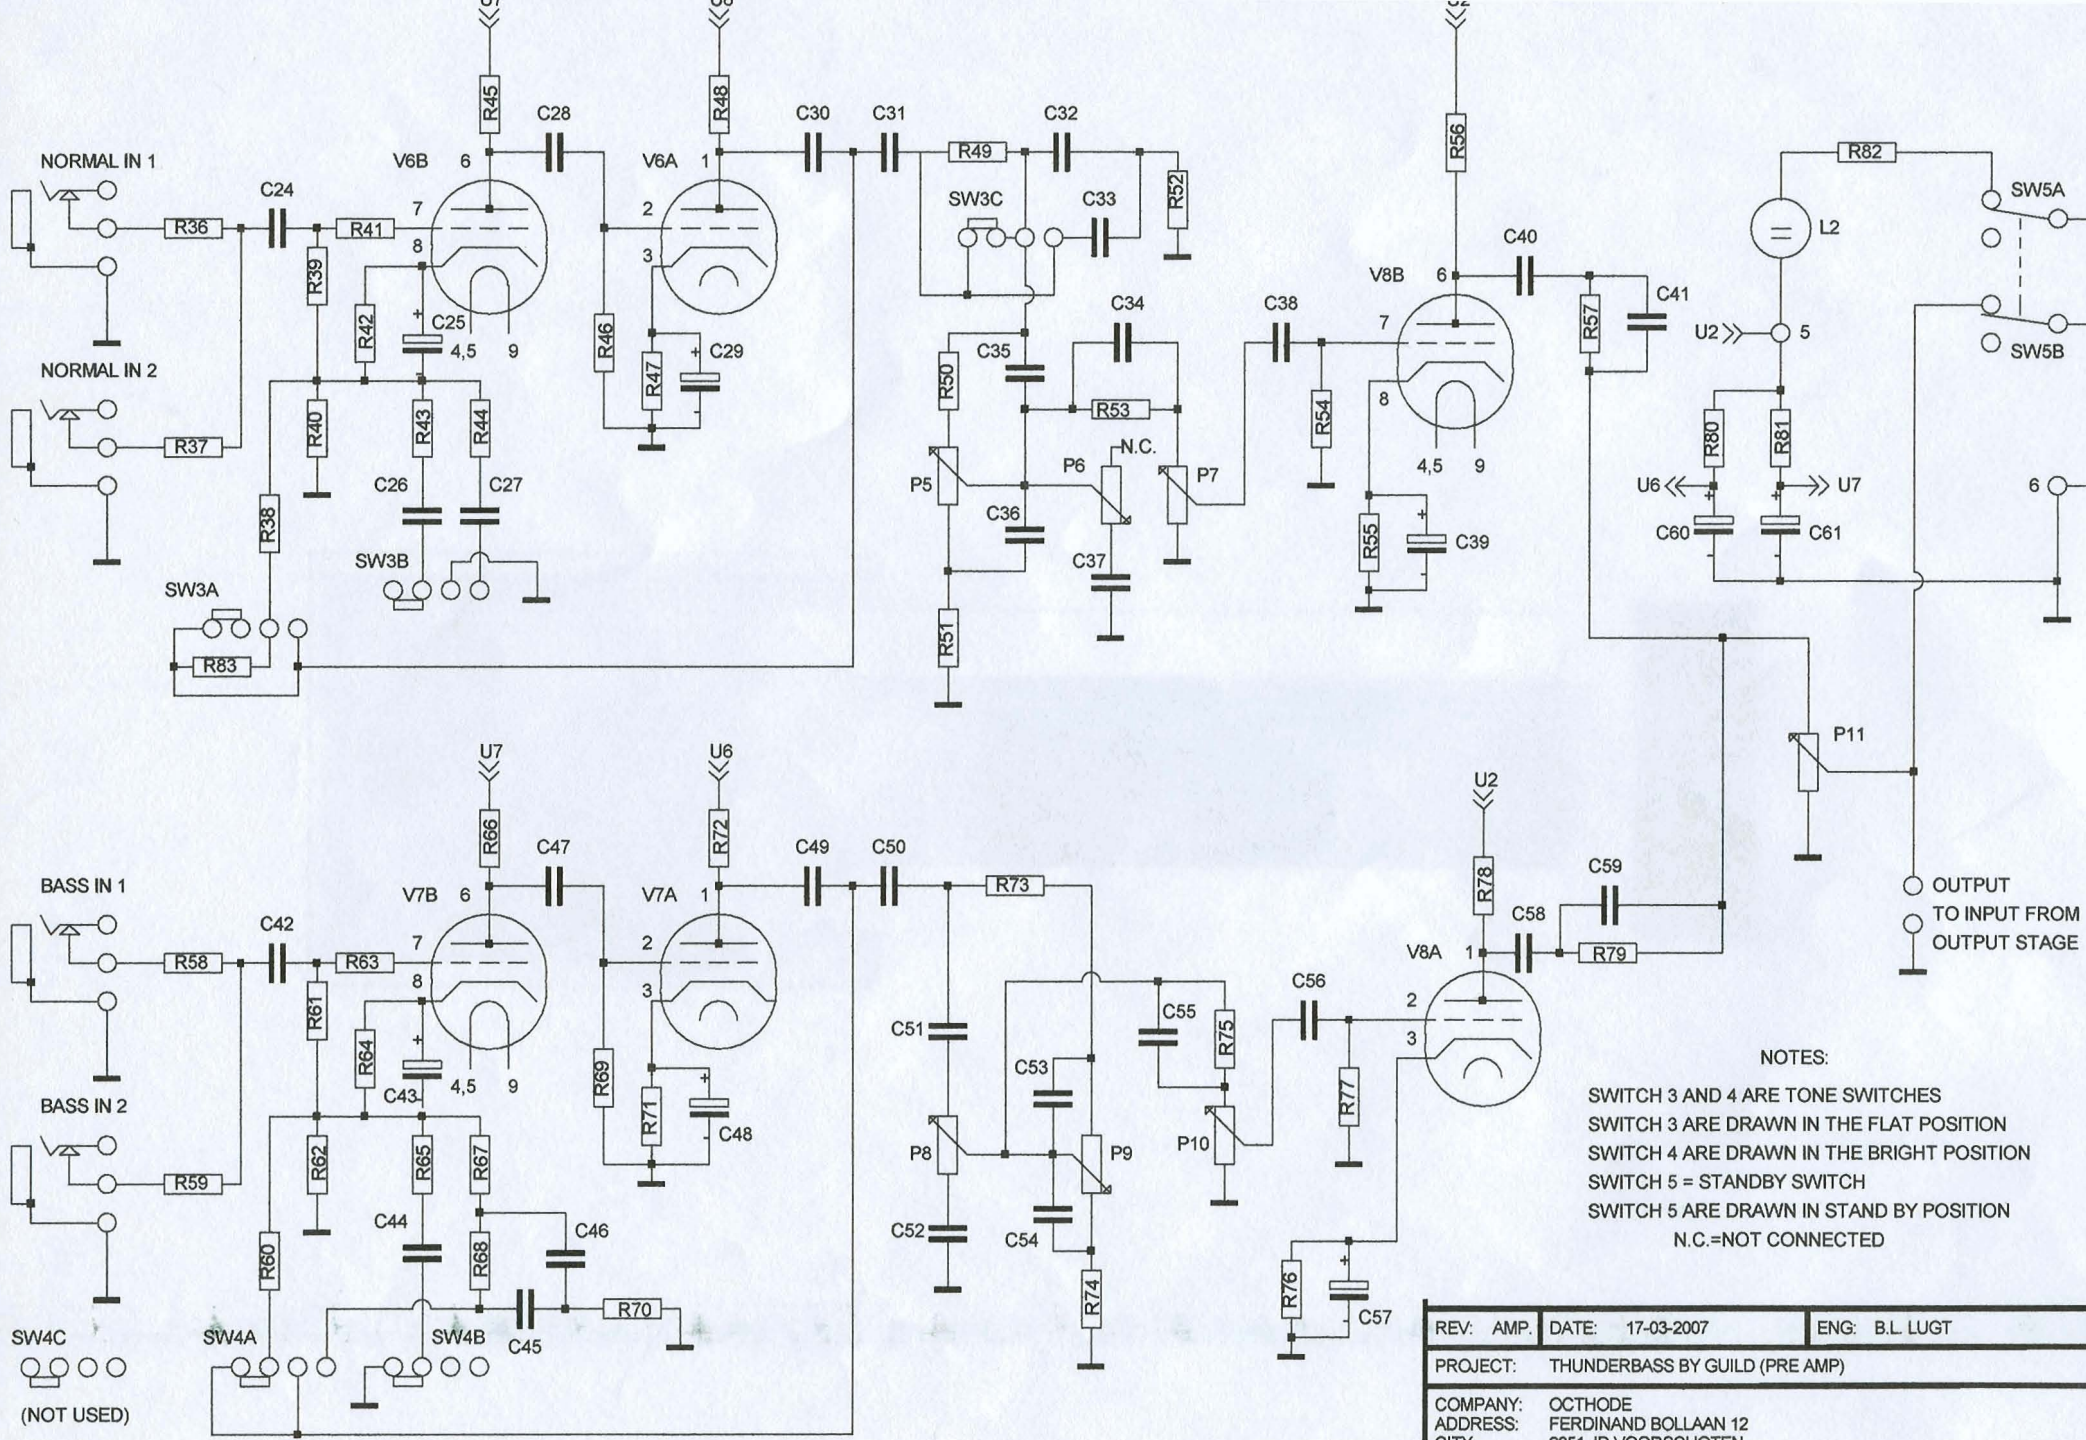 R45
C28
R48
C30
C31
R49
C32
R56
R82
NORMAL IN 1
V6B 6
V6A 1
C24
R36
7
R41
8
R39
2
3
SW3C
C33
R52
SW5A
L2
C40
V8B 6
R42
C25
4,5 9
R46
R47
C29
C34
C38
R57
C41
U2
5
SW5B
7
NORMAL IN 2
R50
C35
R53
R54
8
R37
R40
R43
R44
N.C.
P5
P6
P7
4,5 9
R80
R81
C26
C27
R38
C36
U6
U7
6
C60
C61
R55
C39
SW3B
C37
SW3A
R83
R51
P11
U7
U6
U2
R66
C47
R72
C49
C50
R73
R78
C59
BASS IN 1
V7B 6
V7A 1
C58
OUTPUT
TO INPUT FROM
OUTPUT STAGE
C42
R58
7
R63
8
R61
2
3
V8A 1
R79
C56
2
3
C51
C55
R75
R64
C43
4,5 9
R69
R71
C48
C53
R77
NOTES:
SWITCH 3 AND 4 ARE TONE SWITCHES
SWITCH 3 ARE DRAWN IN THE FLAT POSITION
SWITCH 4 ARE DRAWN IN THE BRIGHT POSITION
SWITCH 5 = STANDBY SWITCH
SWITCH 5 ARE DRAWN IN STAND BY POSITION
N.C.=NOT CONNECTED
BASS IN 2
R59
R62
R65
R67
P8
P9
P10
C44
C46
C52
C54
R60
R68
R74
R76
C57
C45
R70
SW4C
SW4A
SW4B
(NOT USED)
REV: AMP. DATE: 17-03-2007 ENG: B.L. LUGT
PROJECT: THUNDERBASS BY GUILD (PRE AMP)
COMPANY: OCTHODE
ADDRESS: FERDINAND BOLLAAN 12